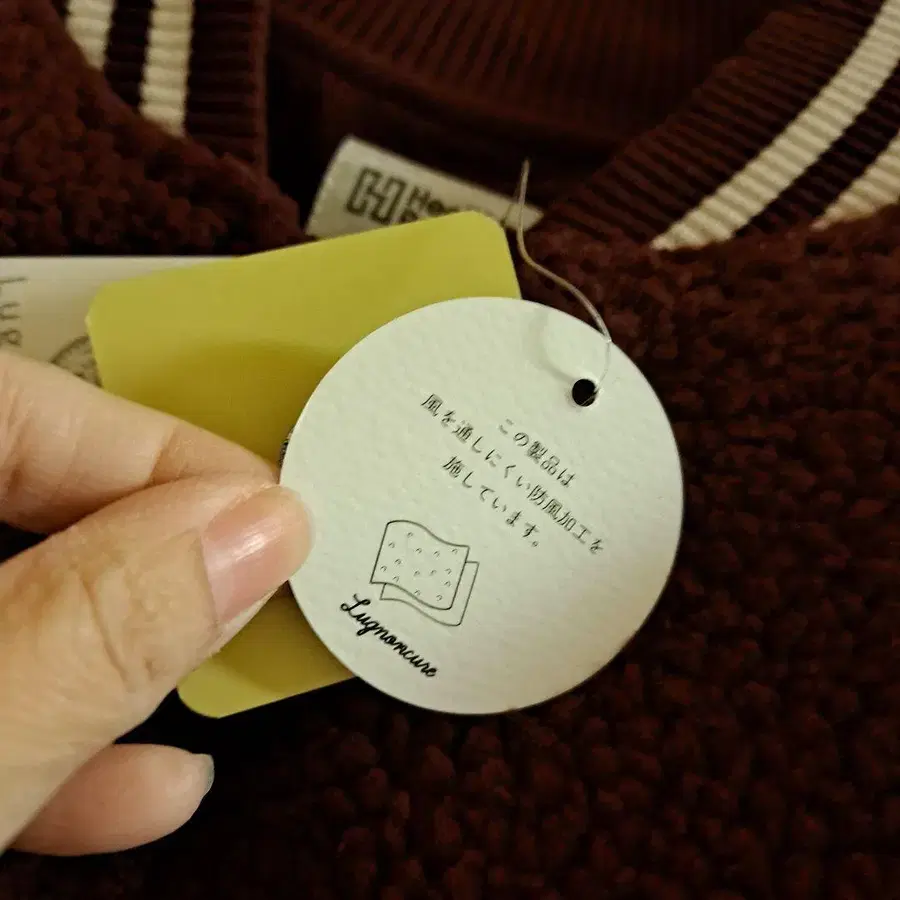 この製品は
風を通しにくい防風加工を
施しています。
Lugnoncure